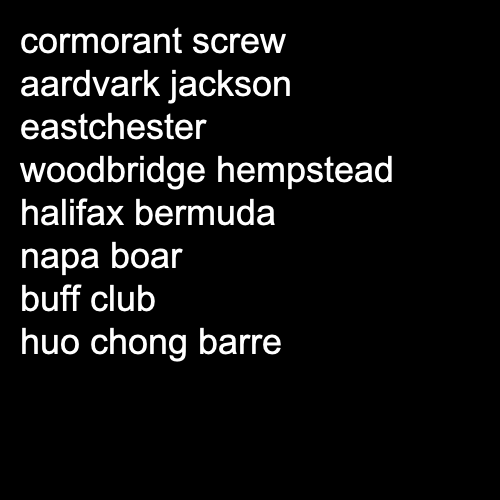 cormorant screw
aardvark jackson
eastchester
woodbridge hempstead
halifax bermuda
napa boar
buff club
huo chong barre